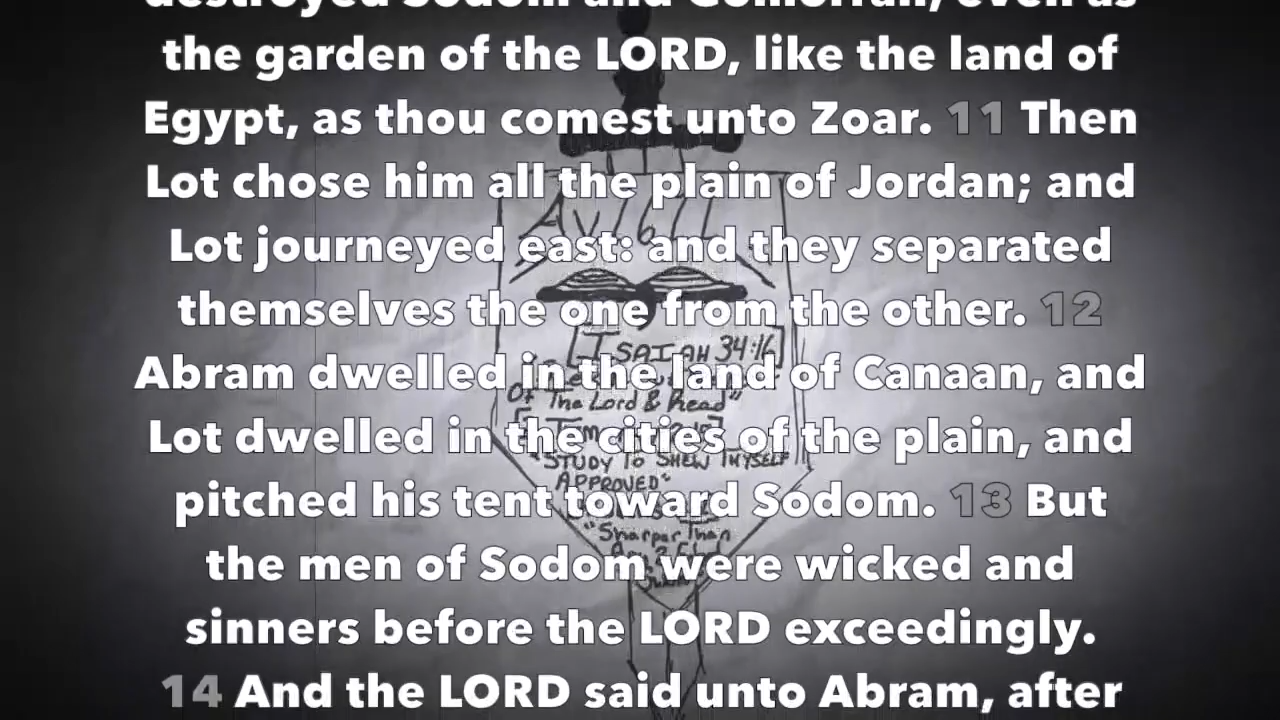 destroyed Sodom and Gomorrah, even as
the garden of the LORD, like the land of
Egypt, as thou comest unto Zoar. 11 Then
Lot chose him all the plain of Jordan; and
Lot journeyed east: and they separated
themselves the one from the other. 12
Abram dwelled in the land of Canaan, and
Lot dwelled in the cities of the plain, and
pitched his tent toward Sodom. 13 But
the men of Sodom were wicked and
sinners before the LORD exceedingly.
14 And the LORD said unto Abram, after
AV1611
[ISAIAH 34:16]
Of The Lord & Read"
"STUDY TO SHEW THYSELF
APPROVED"
"Sharper Than